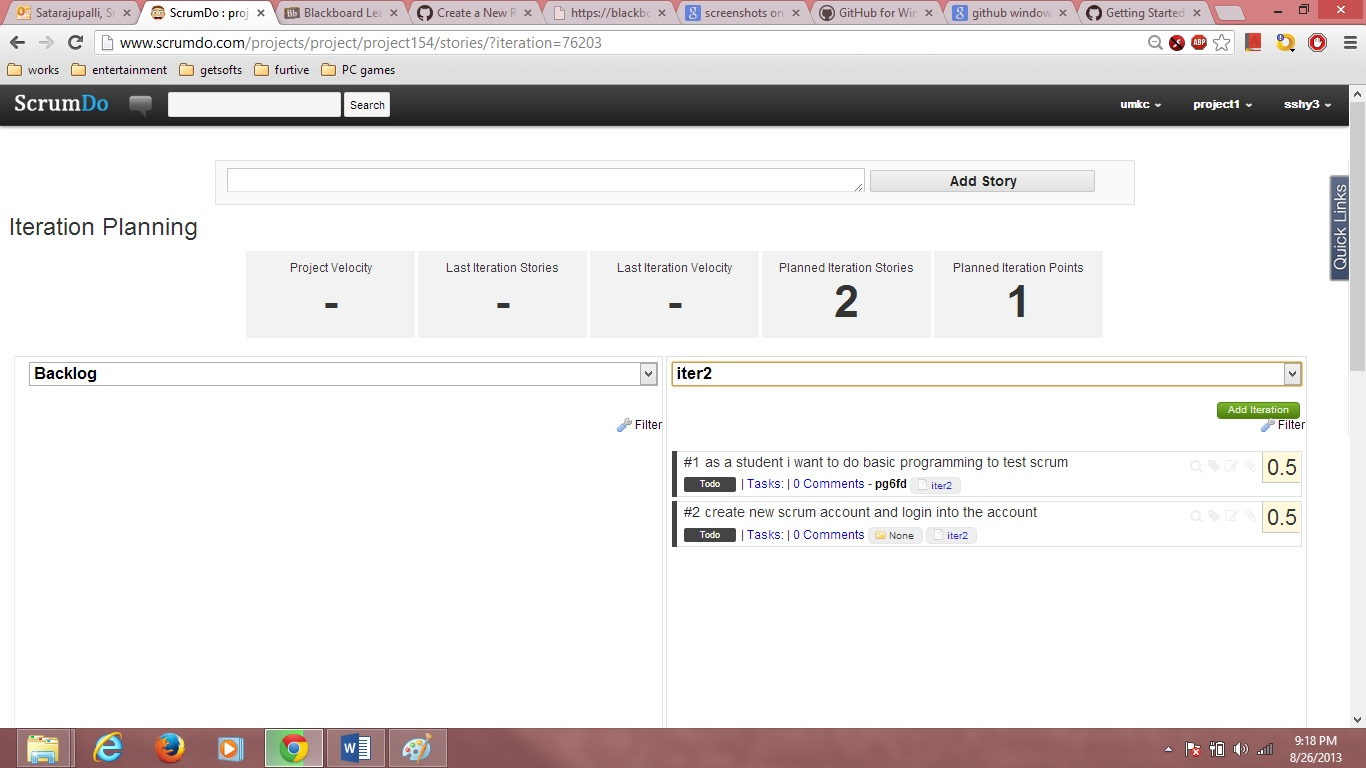 Satarajupalli, S
ScrumDo : proj
Blackboard Lea
Create a New R
https://blackbo
screenshots on
GitHub for Win
github window
Getting Started
www.scrumdo.com/projects/project/project154/stories/?iteration=76203
ABP
works entertainment getsofts furtive PC games
ScrumDo Search umkc project1 sshy3
Add Story
Quick Links
Iteration Planning
Project Velocity Last Iteration Stories Last Iteration Velocity Planned Iteration Stories Planned Iteration Points
- - - 2 1
Backlog iter2
Add Iteration
Filter Filter
#1 as a student i want to do basic programming to test scrum 0.5
Todo | Tasks: | 0 Comments - pg6fd iter2
#2 create new scrum account and login into the account 0.5
Todo | Tasks: | 0 Comments None iter2
9:18 PM
8/26/2013